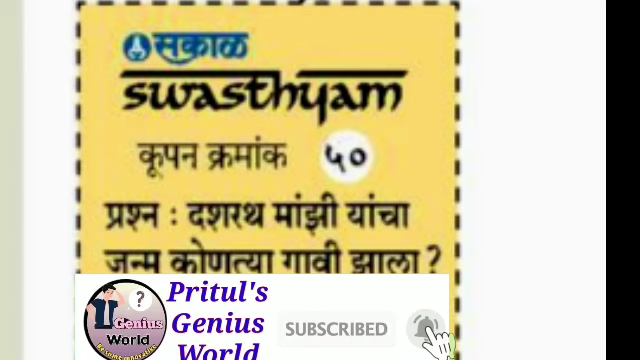 सकाळ
swasthyam
कूपन क्रमांक ५०
प्रश्न : दशरथ मांझी यांचा
जन्म कोणत्या गावी झाला ?
Pritul's
Genius
World
SUBSCRIBED
?
Genius
World